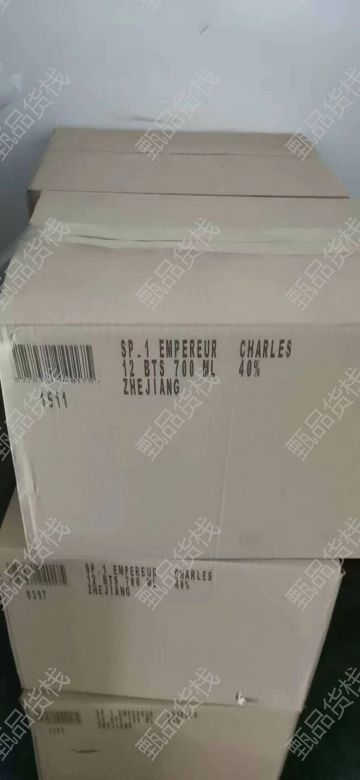 SP.1 EMPEREUR CHARLES
12 BTS 700 ML 40%
ZHEJIANG
1511
SP.1 EMPEREUR CHARLES
12 BTS 700 ML 40%
ZHEJIANG
0397
甄品货栈